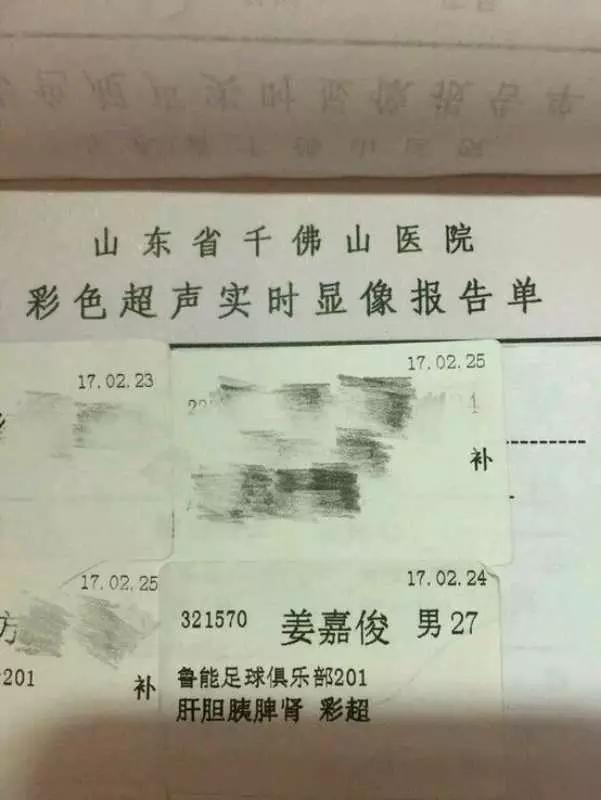 山东省千佛山医院
彩色超声实时显像报告单
17.02.23
17.02.25
补
17.02.25
201
补
17.02.24
321570 姜嘉俊 男27
鲁能足球俱乐部201
肝胆胰脾肾 彩超